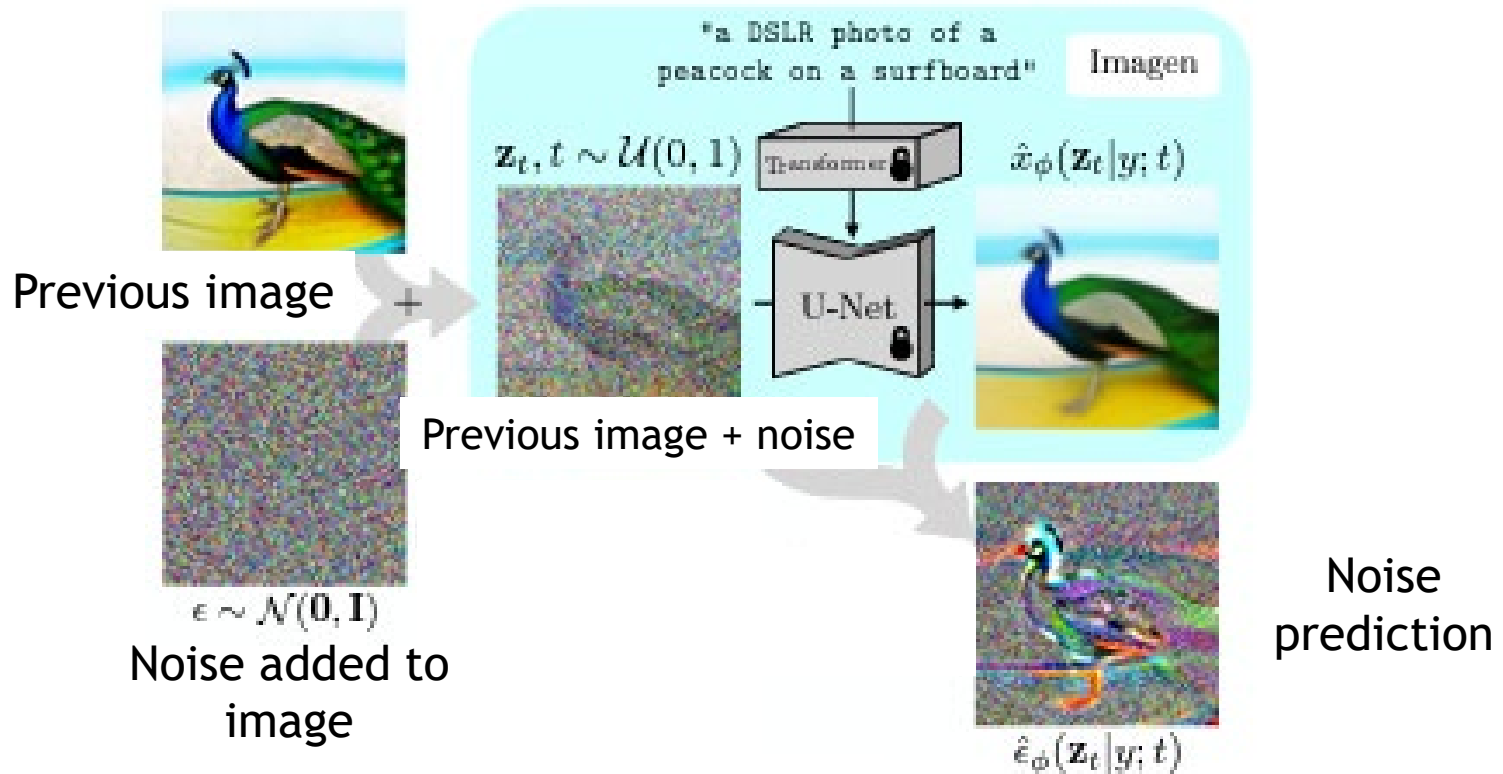 "a DSLR photo of a
peacock on a surfboard"
Imagen
z_t, t ∼ U(0, 1)
Transformer
x̂_ϕ(z_t|y; t)
Previous image
+
U-Net
Previous image + noise
ϵ ∼ N(0, I)
Noise added to
image
Noise
prediction
ϵ̂_ϕ(z_t|y; t)